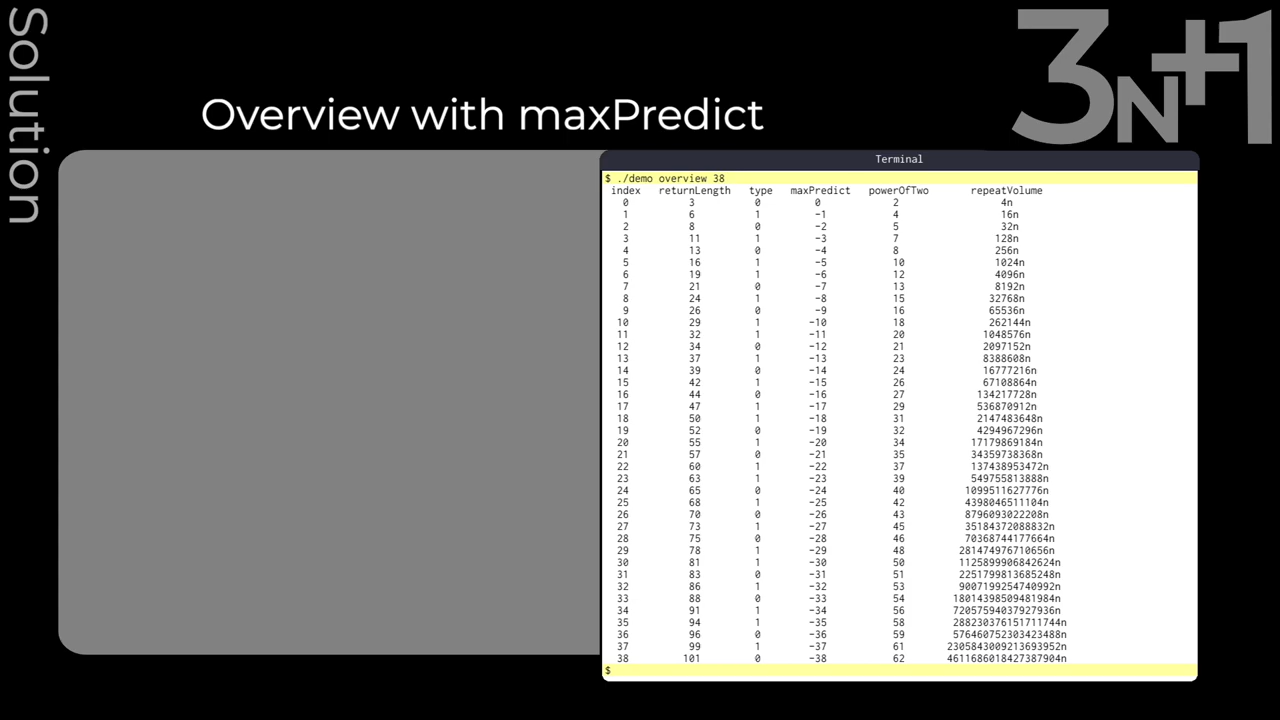 Solution
3N+1
Overview with maxPredict
Terminal
$ ./demo overview 38
index returnLength type maxPredict powerOfTwo repeatVolume
0 3 0 0 2 4n
1 6 1 -1 4 16n
2 8 0 -2 5 32n
3 11 1 -3 7 128n
4 13 0 -4 8 256n
5 16 1 -5 10 1024n
6 19 1 -6 12 4096n
7 21 0 -7 13 8192n
8 24 1 -8 15 32768n
9 26 0 -9 16 65536n
10 29 1 -10 18 262144n
11 32 1 -11 20 1048576n
12 34 0 -12 21 2097152n
13 37 1 -13 23 8388608n
14 39 0 -14 24 16777216n
15 42 1 -15 26 67108864n
16 44 0 -16 27 134217728n
17 47 1 -17 29 536870912n
18 50 1 -18 31 2147483648n
19 52 0 -19 32 4294967296n
20 55 1 -20 34 17179869184n
21 57 0 -21 35 34359738368n
22 60 1 -22 37 137438953472n
23 63 1 -23 39 549755813888n
24 65 0 -24 40 1099511627776n
25 68 1 -25 42 4398046511104n
26 70 0 -26 43 8796093022208n
27 73 1 -27 45 35184372088832n
28 75 0 -28 46 70368744177664n
29 78 1 -29 48 281474976710656n
30 81 1 -30 50 1125899906842624n
31 83 0 -31 51 2251799813685248n
32 86 1 -32 53 9007199254740992n
33 88 0 -33 54 18014398509481984n
34 91 1 -34 56 72057594037927936n
35 94 1 -35 58 288230376151711744n
36 96 0 -36 59 576460752303423488n
37 99 1 -37 61 2305843009213693952n
38 101 0 -38 62 4611686018427387904n
$